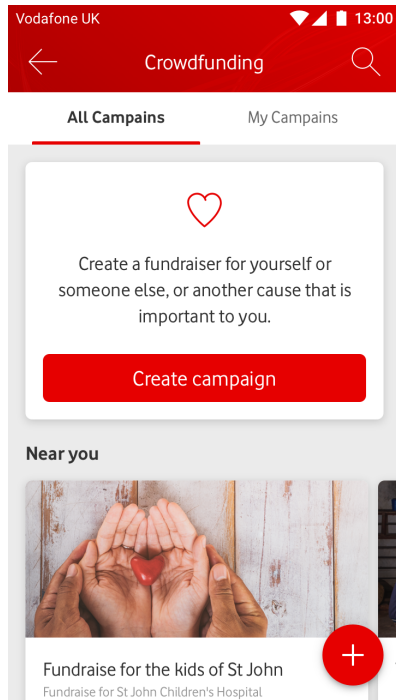 Vodafone UK 13:00
Crowdfunding
All Campains My Campains
Create a fundraiser for yourself or
someone else, or another cause that is
important to you.
Create campaign
Near you
Fundraise for the kids of St John
Fundraise for St John Children's Hospital